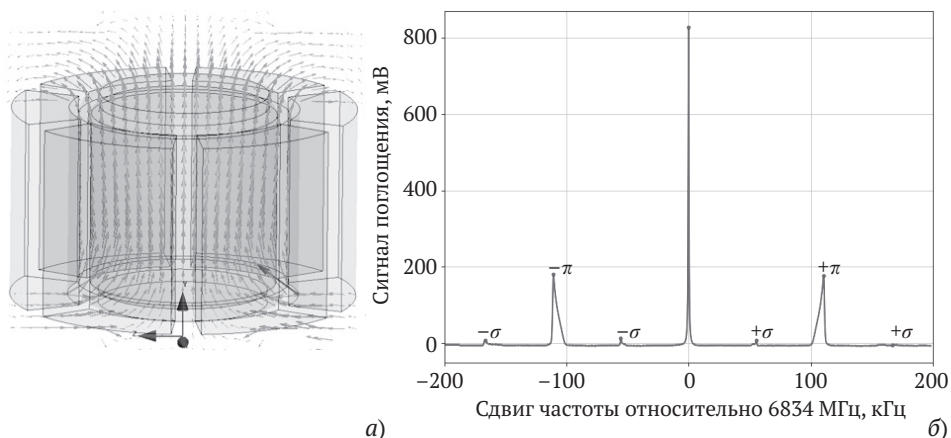 800
600
400
200
0
Сигнал поглощения, мВ
−π
+π
−σ
−σ
+σ
+σ
−200
−100
0
100
200
Сдвиг частоты относительно 6834 МГц, кГц
а)
б)